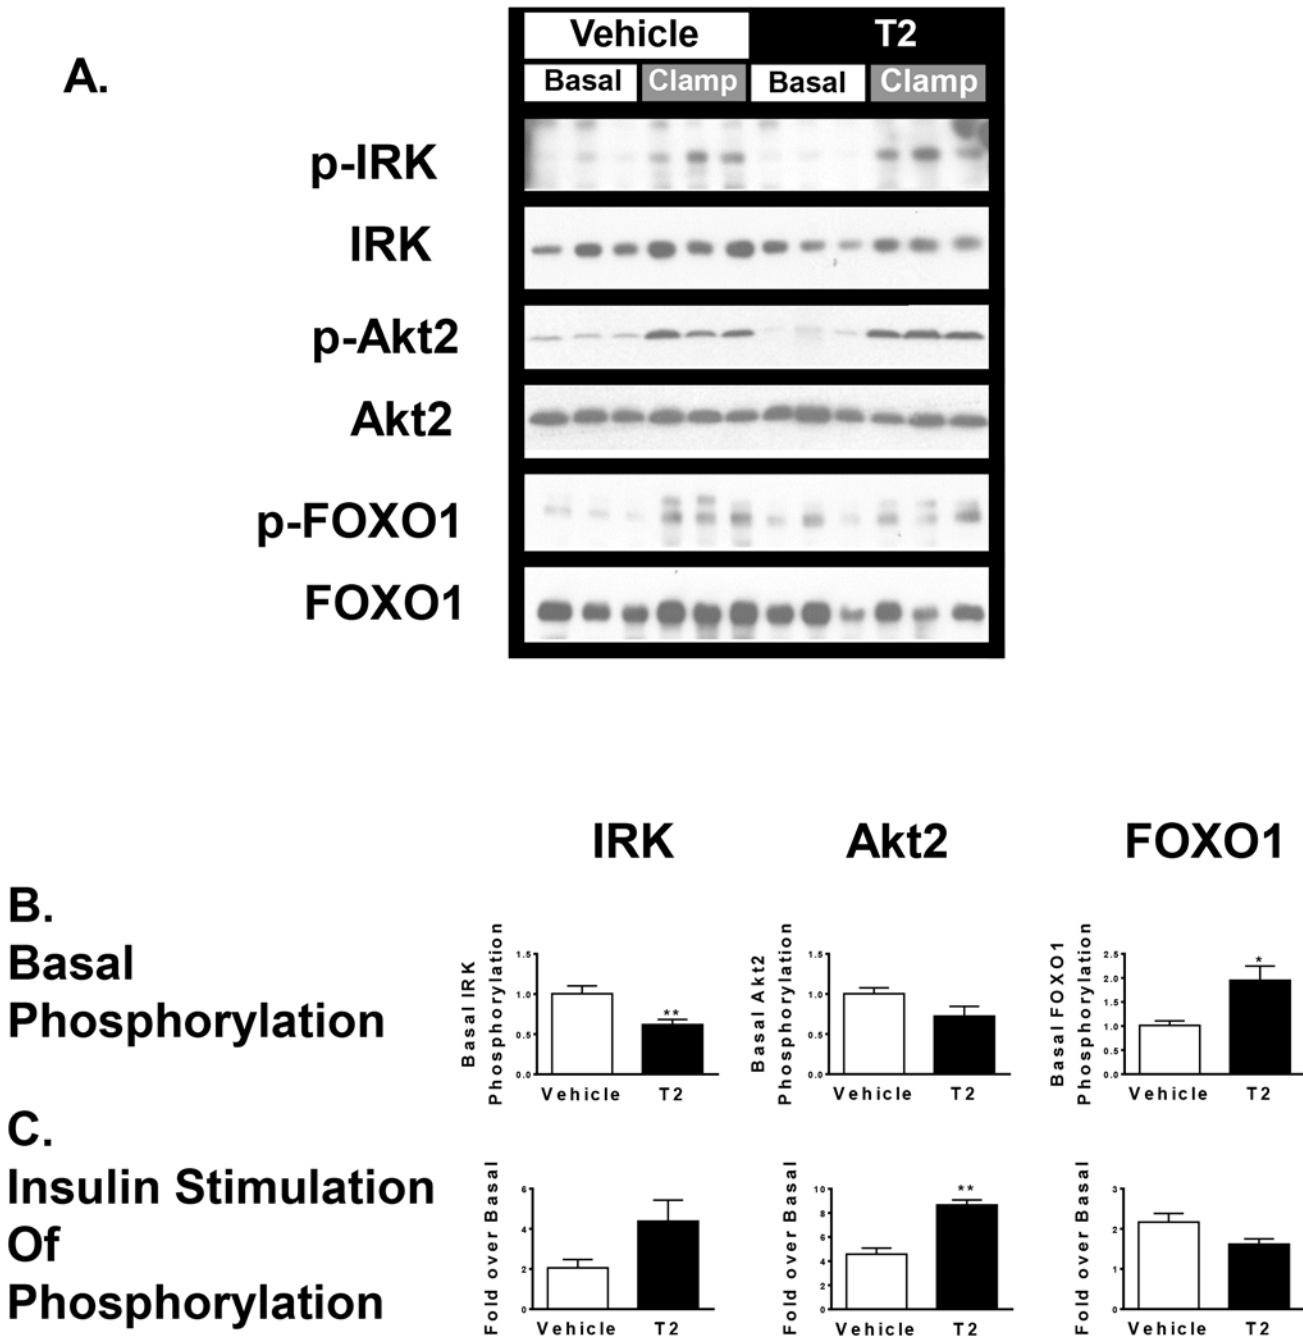 A.
Vehicle T2
Basal Clamp Basal Clamp
p-IRK
IRK
p-Akt2
Akt2
p-FOXO1
FOXO1
IRK Akt2 FOXO1
B.
Basal
Phosphorylation
Basal IRK
Phosphorylation
1.5
1.0
0.5
0.0
**
Vehicle T2
Basal Akt2
Phosphorylation
1.5
1.0
0.5
0.0
Vehicle T2
Basal FOXO1
Phosphorylation
2.5
2.0
1.5
1.0
0.5
0.0
*
Vehicle T2
C.
Insulin Stimulation
Of
Phosphorylation
Fold over Basal
6
4
2
0
Vehicle T2
Fold over Basal
10
8
6
4
2
0
**
Vehicle T2
Fold over Basal
3
2
1
0
Vehicle T2